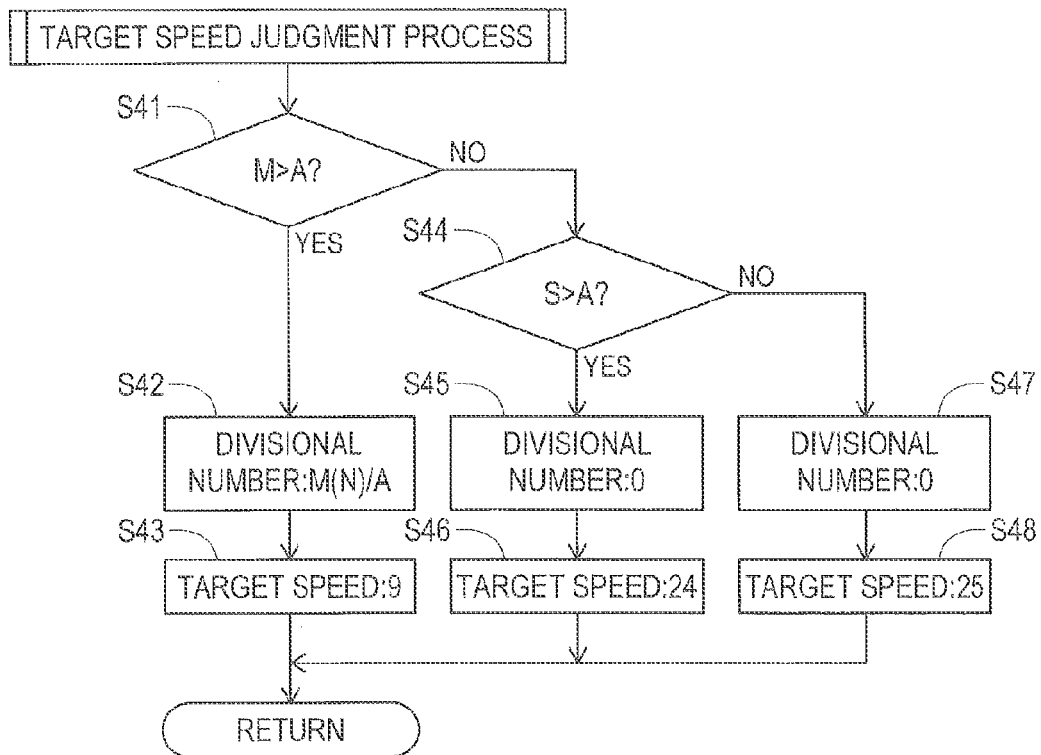 TARGET SPEED JUDGMENT PROCESS
S41
M>A?
NO
YES
S44
S>A?
NO
YES
S42
DIVISIONAL
NUMBER:M(N)/A
S45
DIVISIONAL
NUMBER:0
S47
DIVISIONAL
NUMBER:0
S43
TARGET SPEED:9
S46
TARGET SPEED:24
S48
TARGET SPEED:25
RETURN